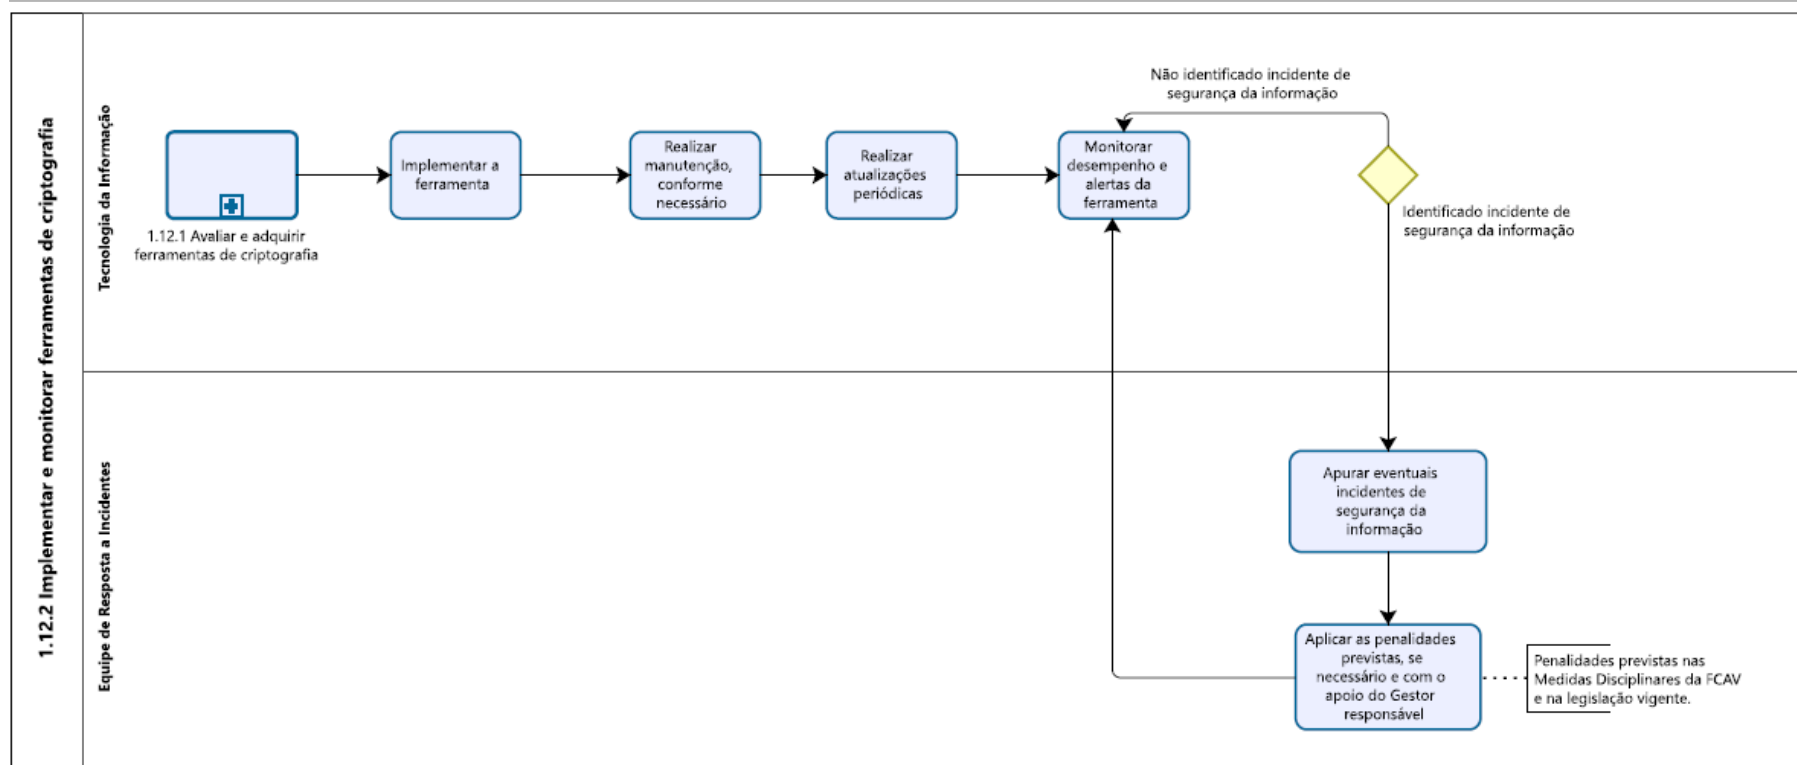 1.12.2 Implementar e monitorar ferramentas de criptografia
Tecnologia da Informação
1.12.1 Avaliar e adquirir
ferramentas de criptografia
Implementar a
ferramenta
Realizar
manutenção,
conforme
necessário
Realizar
atualizações
periódicas
Monitorar
desempenho e
alertas da
ferramenta
Não identificado incidente de
segurança da informação
Identificado incidente de
segurança da informação
Equipe de Resposta a Incidentes
Apurar eventuais
incidentes de
segurança da
informação
Aplicar as penalidades
previstas, se
necessário e com o
apoio do Gestor
responsável
Penalidades previstas nas
Medidas Disciplinares da FCAV
e na legislação vigente.